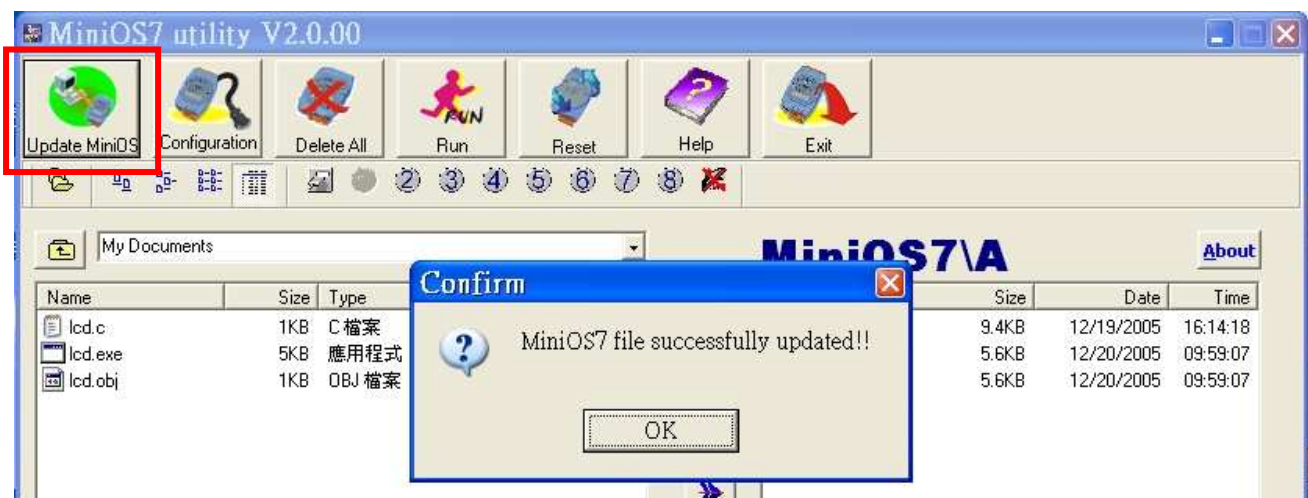 MiniOS7 utility V2.0.00
Update MiniOS Configuration Delete All Run Reset Help Exit
RUN
2 3 4 5 6 7 8
My Documents
MiniOS7\A
About
Name Size Type
lcd.c 1KB C 檔案
lcd.exe 5KB 應用程式
lcd.obj 1KB OBJ 檔案
Confirm
MiniOS7 file successfully updated!!
OK
Size Date Time
9.4KB 12/19/2005 16:14:18
5.6KB 12/20/2005 09:59:07
5.6KB 12/20/2005 09:59:07